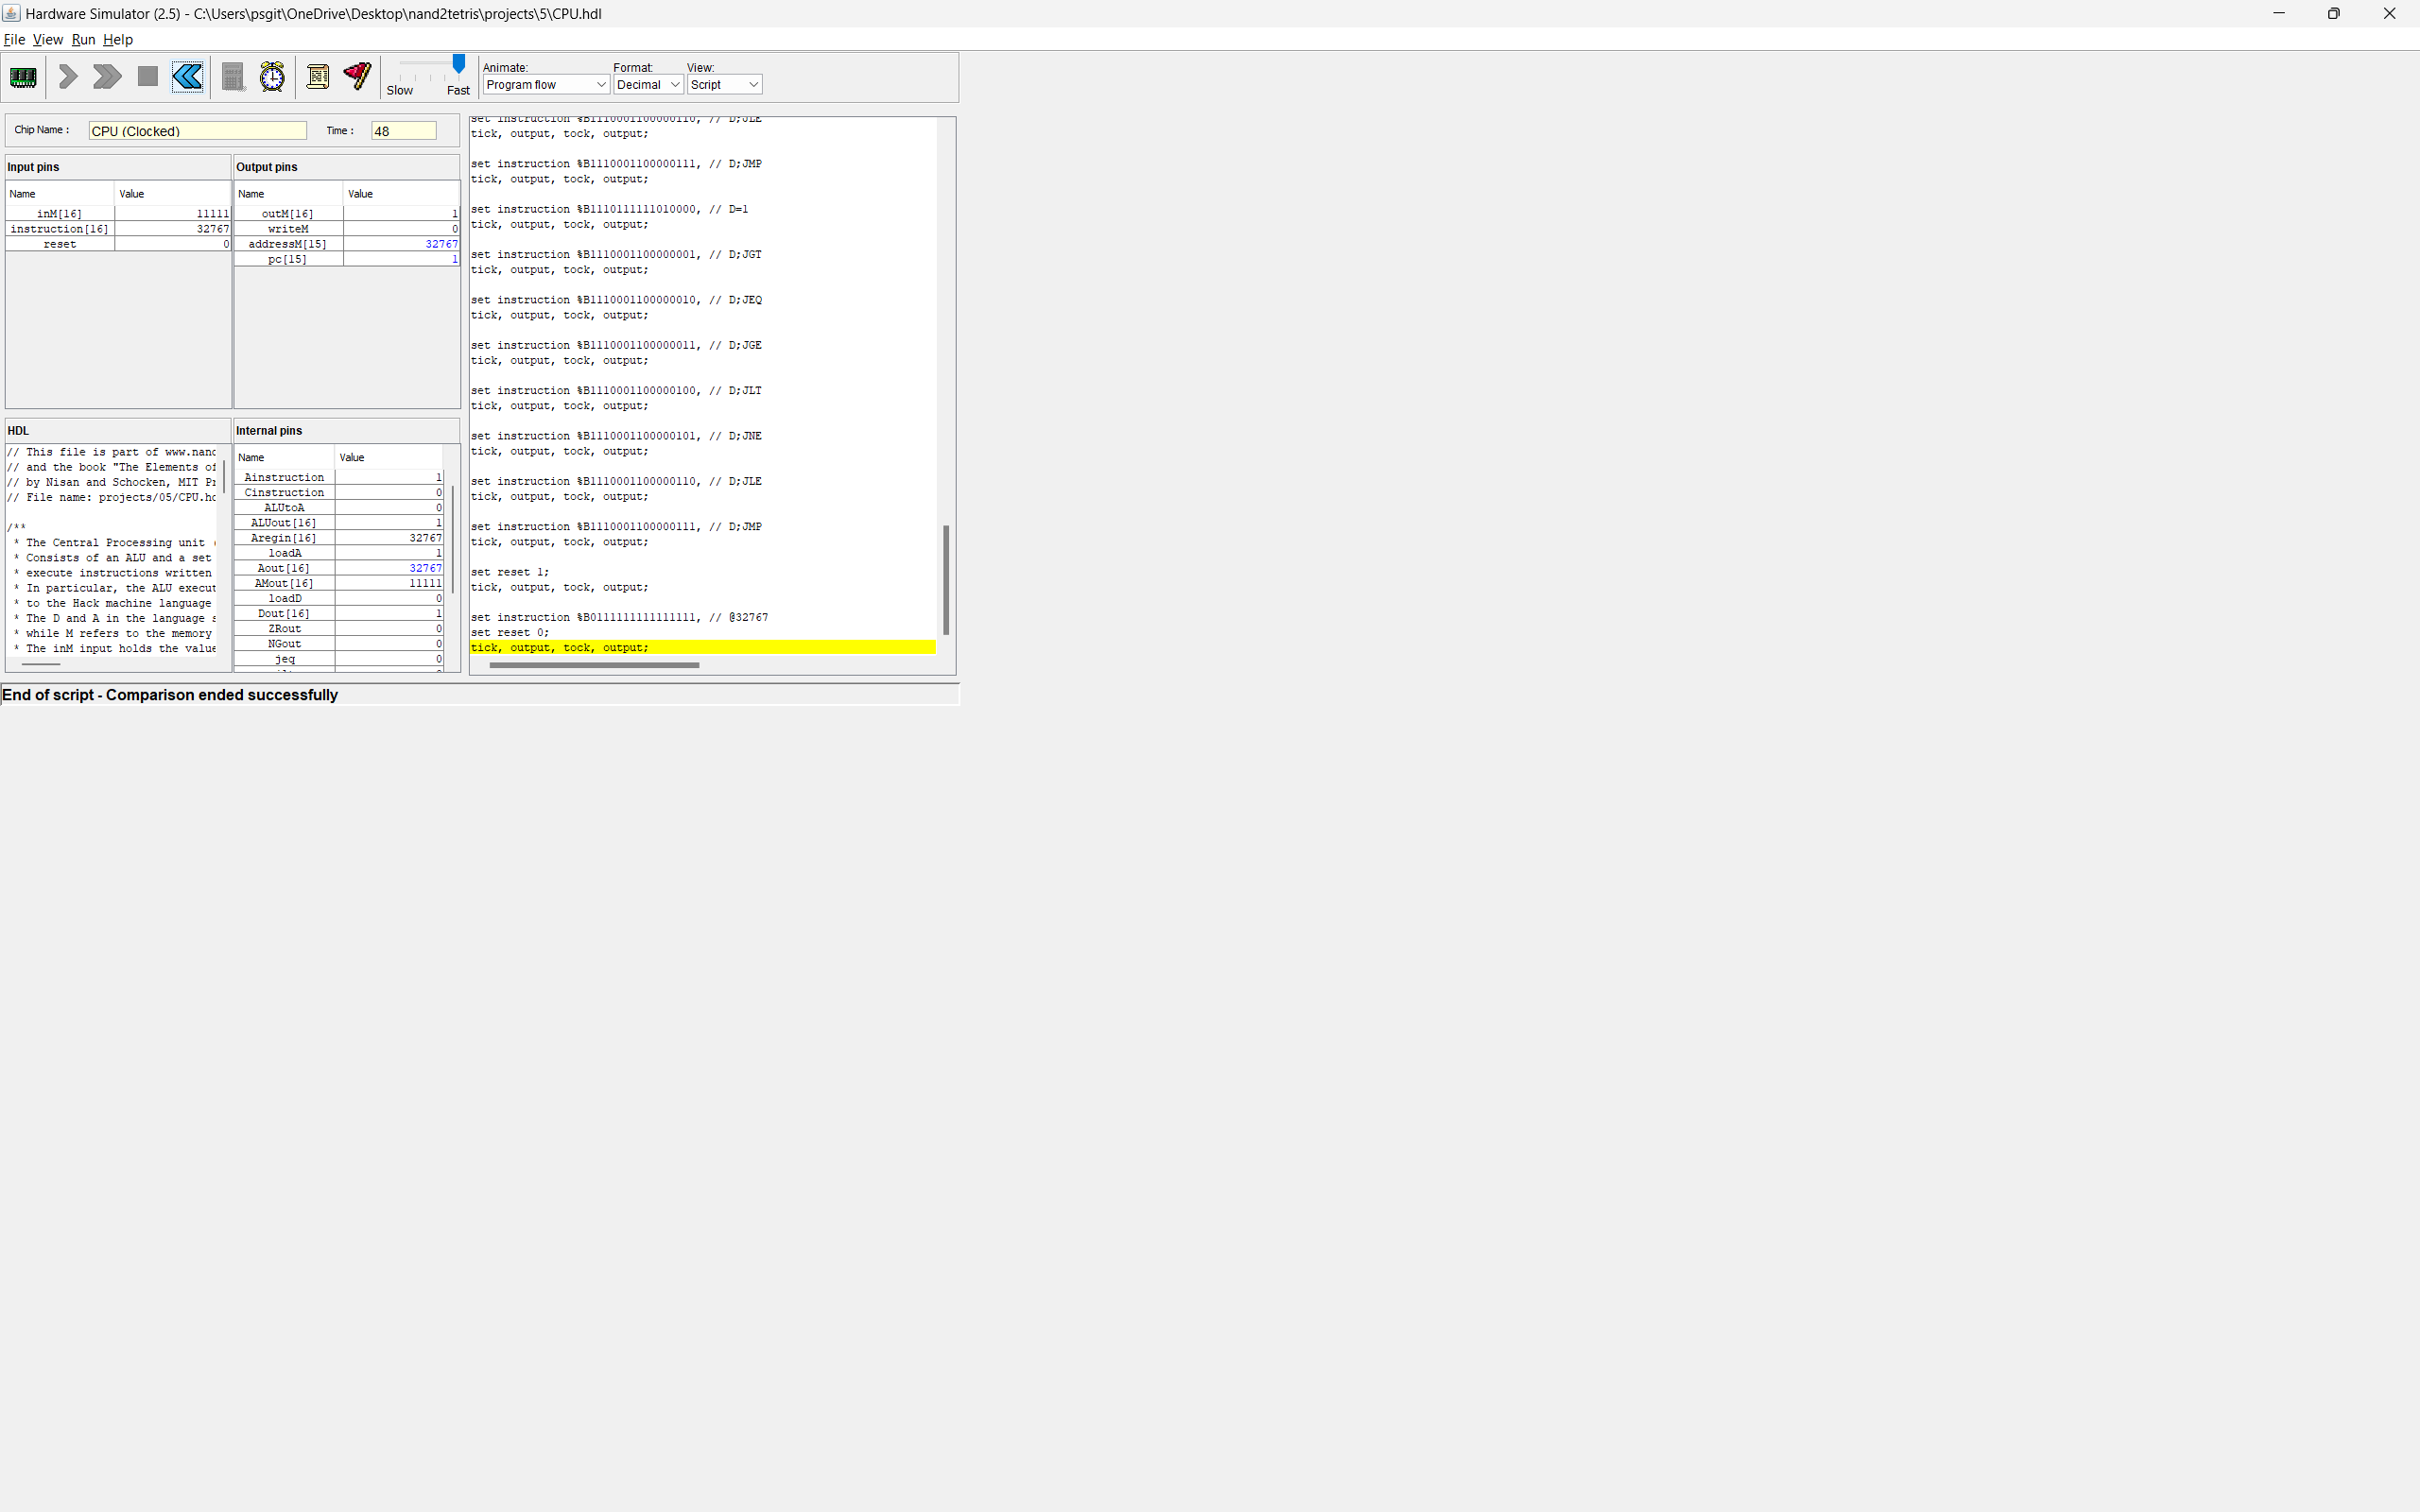 Hardware Simulator (2.5) - C:\Users\psgit\OneDrive\Desktop\nand2tetris\projects\5\CPU.hdl
File View Run Help
Slow Fast
Animate: Format: View:
Program flow Decimal Script
Chip Name : CPU (Clocked) Time : 48
Input pins
Name Value
inM[16] 11111
instruction[16] 32767
reset 0
Output pins
Name Value
outM[16] 1
writeM 0
addressM[15] 32767
pc[15] 1
HDL
// This file is part of www.nand
// and the book "The Elements of
// by Nisan and Schocken, MIT Pr
// File name: projects/05/CPU.hd
/**
* The Central Processing unit (
* Consists of an ALU and a set
* execute instructions written
* In particular, the ALU execut
* to the Hack machine language
* The D and A in the language s
* while M refers to the memory
* The inM input holds the value
Internal pins
Name Value
Ainstruction 1
Cinstruction 0
ALUtoA 0
ALUout[16] 1
Aregin[16] 32767
loadA 1
Aout[16] 32767
AMout[16] 11111
loadD 0
Dout[16] 1
ZRout 0
NGout 0
jeq 0
set instruction %B1110001100000110, // D;JLE
tick, output, tock, output;
set instruction %B1110001100000111, // D;JMP
tick, output, tock, output;
set instruction %B1110111111010000, // D=1
tick, output, tock, output;
set instruction %B1110001100000001, // D;JGT
tick, output, tock, output;
set instruction %B1110001100000010, // D;JEQ
tick, output, tock, output;
set instruction %B1110001100000011, // D;JGE
tick, output, tock, output;
set instruction %B1110001100000100, // D;JLT
tick, output, tock, output;
set instruction %B1110001100000101, // D;JNE
tick, output, tock, output;
set instruction %B1110001100000110, // D;JLE
tick, output, tock, output;
set instruction %B1110001100000111, // D;JMP
tick, output, tock, output;
set reset 1;
tick, output, tock, output;
set instruction %B0111111111111111, // @32767
set reset 0;
tick, output, tock, output;
End of script - Comparison ended successfully